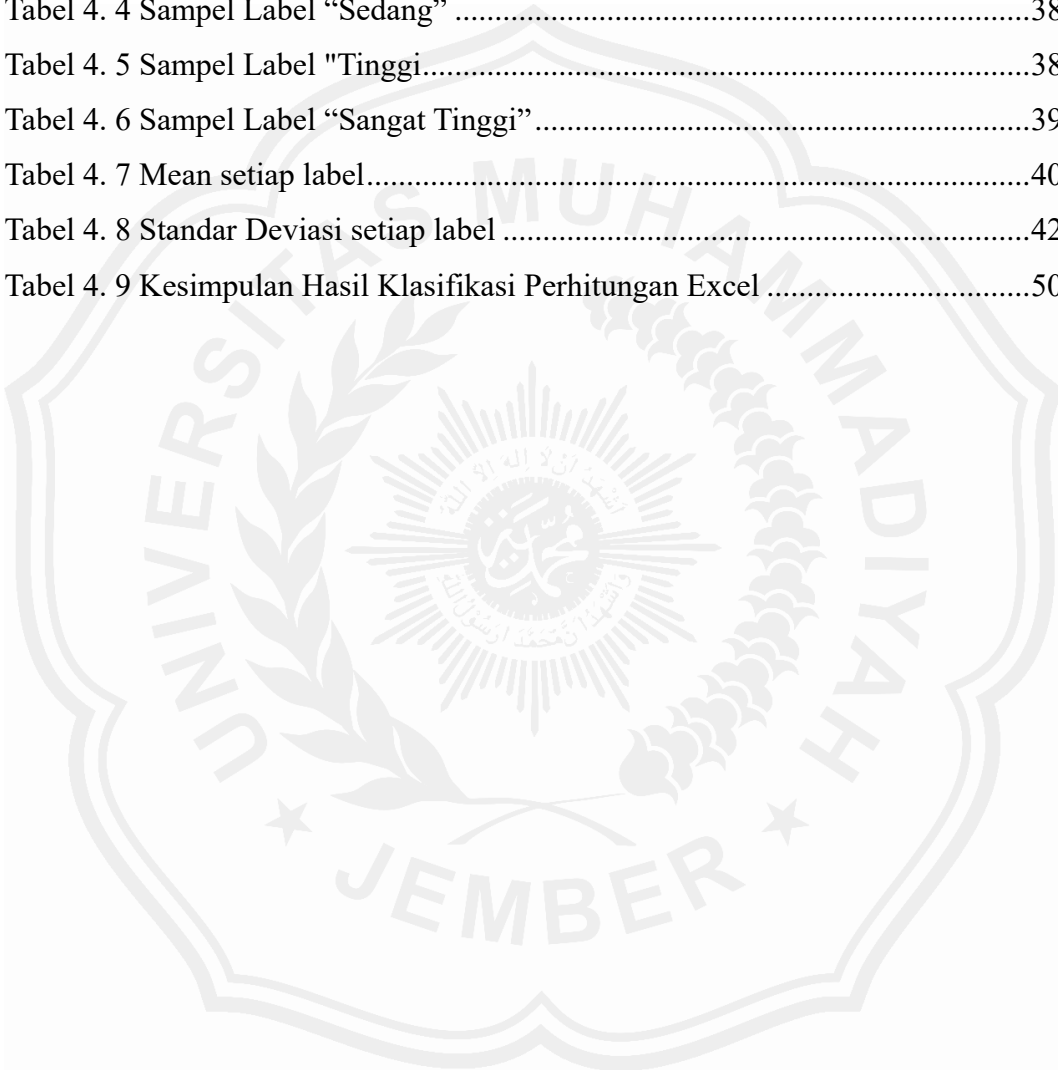 Tabel 4. 4 Sampel Label “Sedang” ........................................................................38
Tabel 4. 5 Sampel Label "Tinggi............................................................................38
Tabel 4. 6 Sampel Label “Sangat Tinggi”..............................................................39
Tabel 4. 7 Mean setiap label...................................................................................40
Tabel 4. 8 Standar Deviasi setiap label ..................................................................42
Tabel 4. 9 Kesimpulan Hasil Klasifikasi Perhitungan Excel .................................50
UNIVERSITAS MUHAMMADIYAH
JEMBER